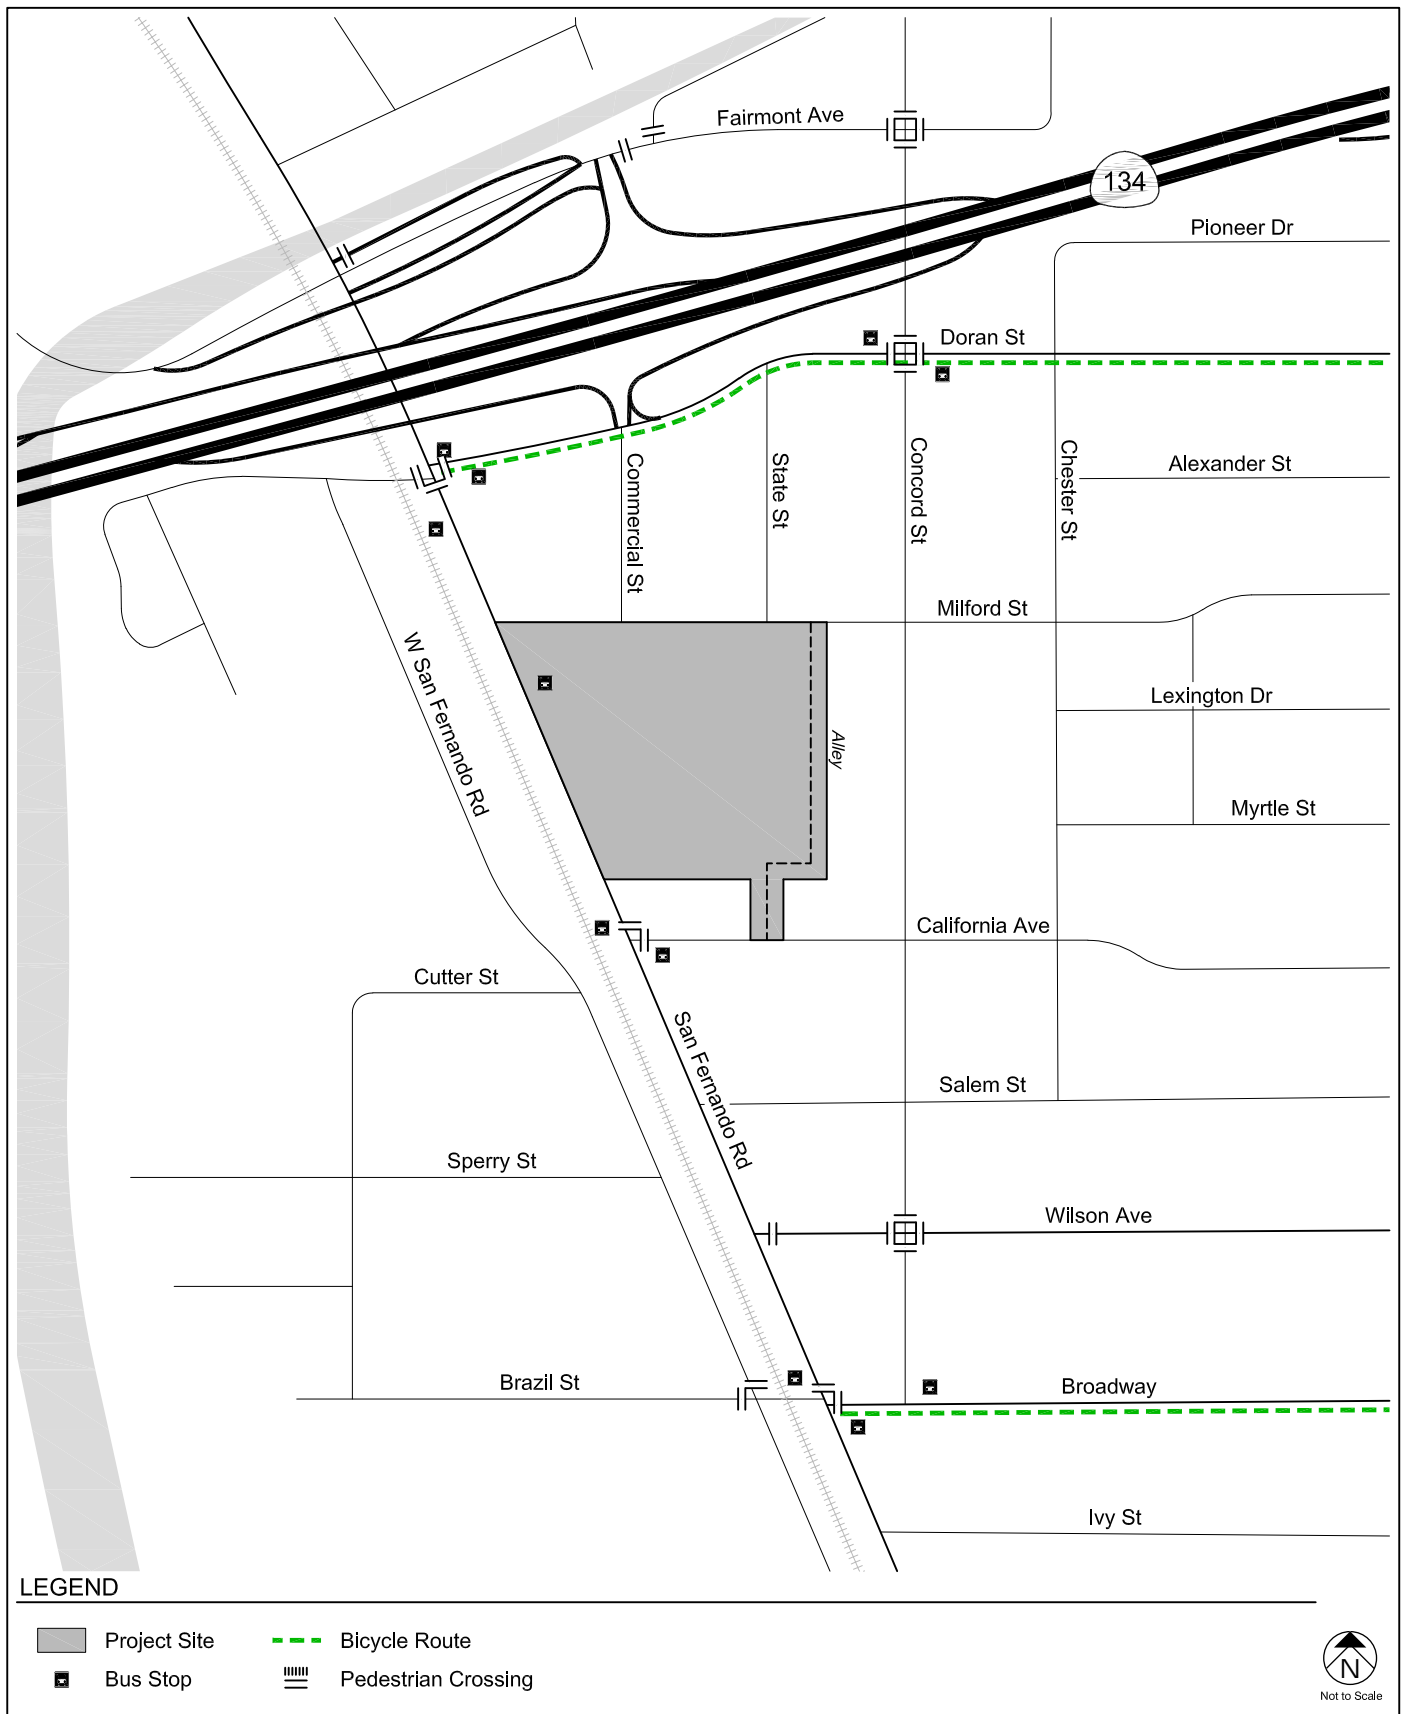 Fairmont Ave
134
Pioneer Dr
Doran St
Commercial St
State St
Concord St
Chester St
Alexander St
Milford St
W San Fernando Rd
Lexington Dr
Alley
Myrtle St
California Ave
Cutter St
San Fernando Rd
Salem St
Sperry St
Wilson Ave
Brazil St
Broadway
Ivy St
LEGEND
Project Site
Bicycle Route
Bus Stop
Pedestrian Crossing
N
Not to Scale